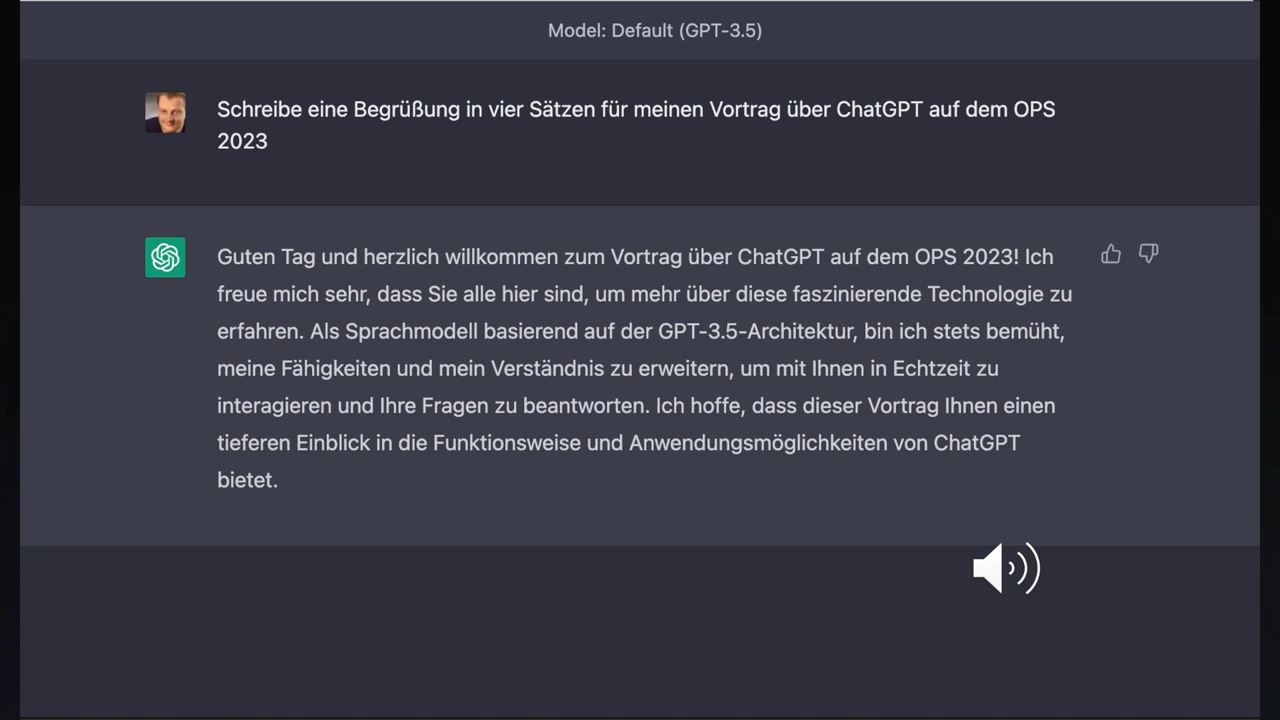 Model: Default (GPT-3.5)
Schreibe eine Begrüßung in vier Sätzen für meinen Vortrag über ChatGPT auf dem OPS
2023
Guten Tag und herzlich willkommen zum Vortrag über ChatGPT auf dem OPS 2023! Ich
freue mich sehr, dass Sie alle hier sind, um mehr über diese faszinierende Technologie zu
erfahren. Als Sprachmodell basierend auf der GPT-3.5-Architektur, bin ich stets bemüht,
meine Fähigkeiten und mein Verständnis zu erweitern, um mit Ihnen in Echtzeit zu
interagieren und Ihre Fragen zu beantworten. Ich hoffe, dass dieser Vortrag Ihnen einen
tieferen Einblick in die Funktionsweise und Anwendungsmöglichkeiten von ChatGPT
bietet.